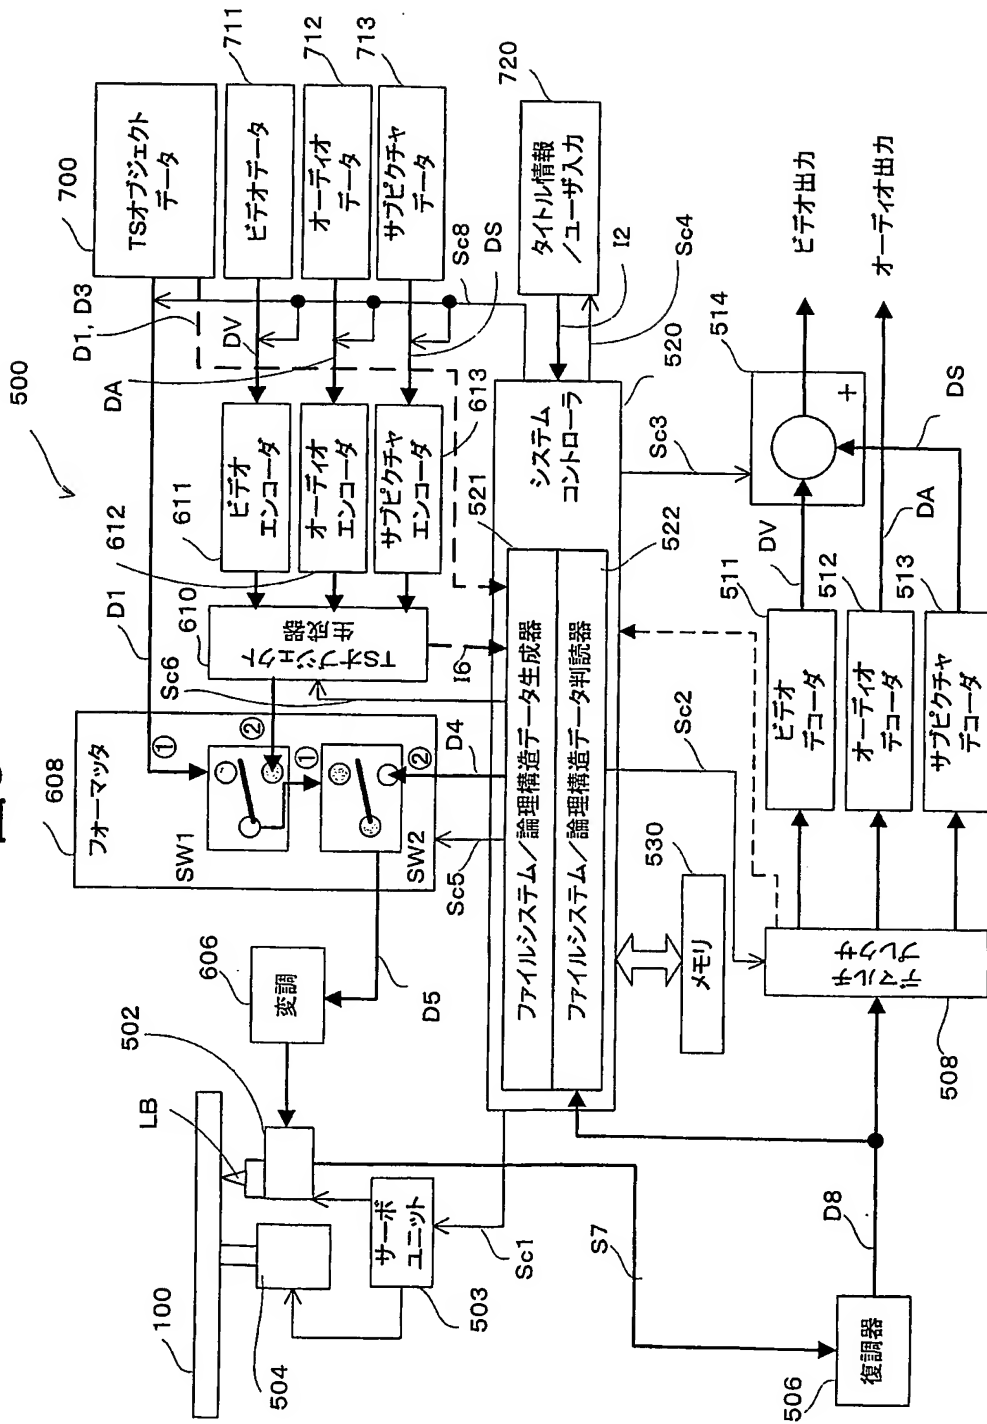 500
700
TSオブジェクト
データ
711
ビデオデータ
712
オーディオ
データ
713
サブピクチャ
データ
D1, D3
DV
DA
DS
Sc8
720
タイトル情報
/ユーザ入力
I2
Sc4
D1
612
611
ビデオ
エンコーダ
オーディオ
エンコーダ
613
サブピクチャ
エンコーダ
610
TSオブジェクト
生成器
Sc6
I6
608
フォーマッタ
①
②
SW1
①
②
SW2
D4
Sc5
606
変調
D5
502
LB
100
504
サーボ
ユニット
503
Sc1
S7
506
復調器
D8
520
システム
コントローラ
521
ファイルシステム/論理構造データ生成器
522
ファイルシステム/論理構造データ判読器
530
メモリ
Sc2
Sc3
508
デマルチ
プレクサ
511
ビデオ
デコーダ
512
オーディオ
デコーダ
513
サブピクチャ
デコーダ
DV
DA
DS
514
+
ビデオ出力
オーディオ出力